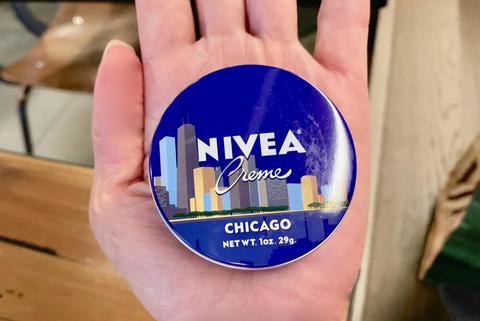 NIVEA®
Creme
CHICAGO
NET WT. 1oz. 29g.